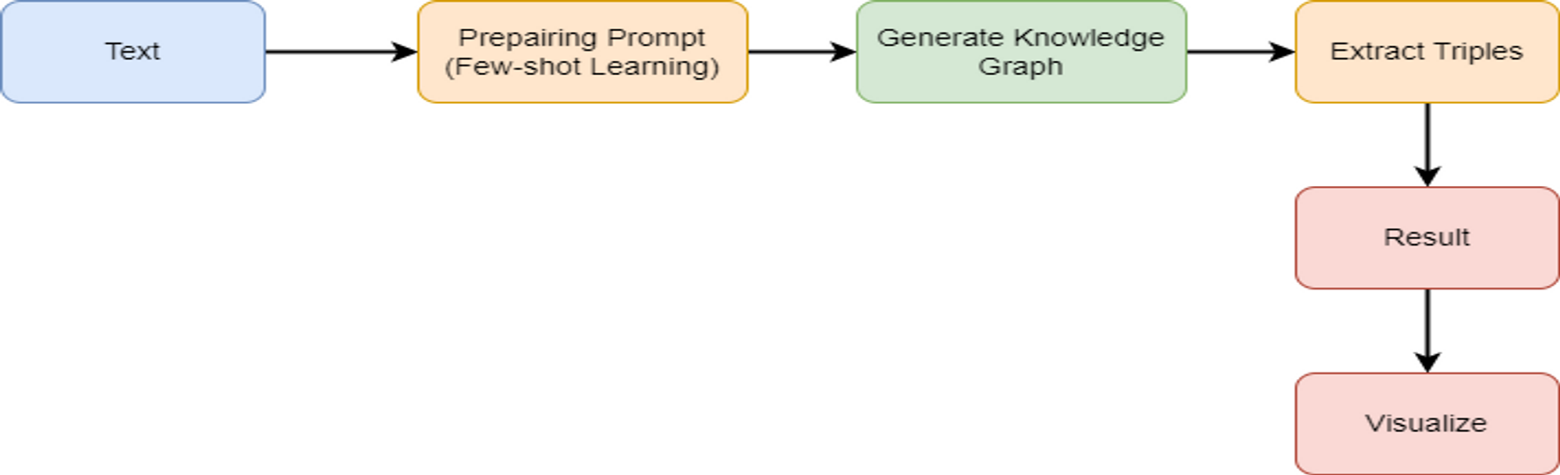 Text
Prepairing Prompt
(Few-shot Learning)
Generate Knowledge
Graph
Extract Triples
Result
Visualize